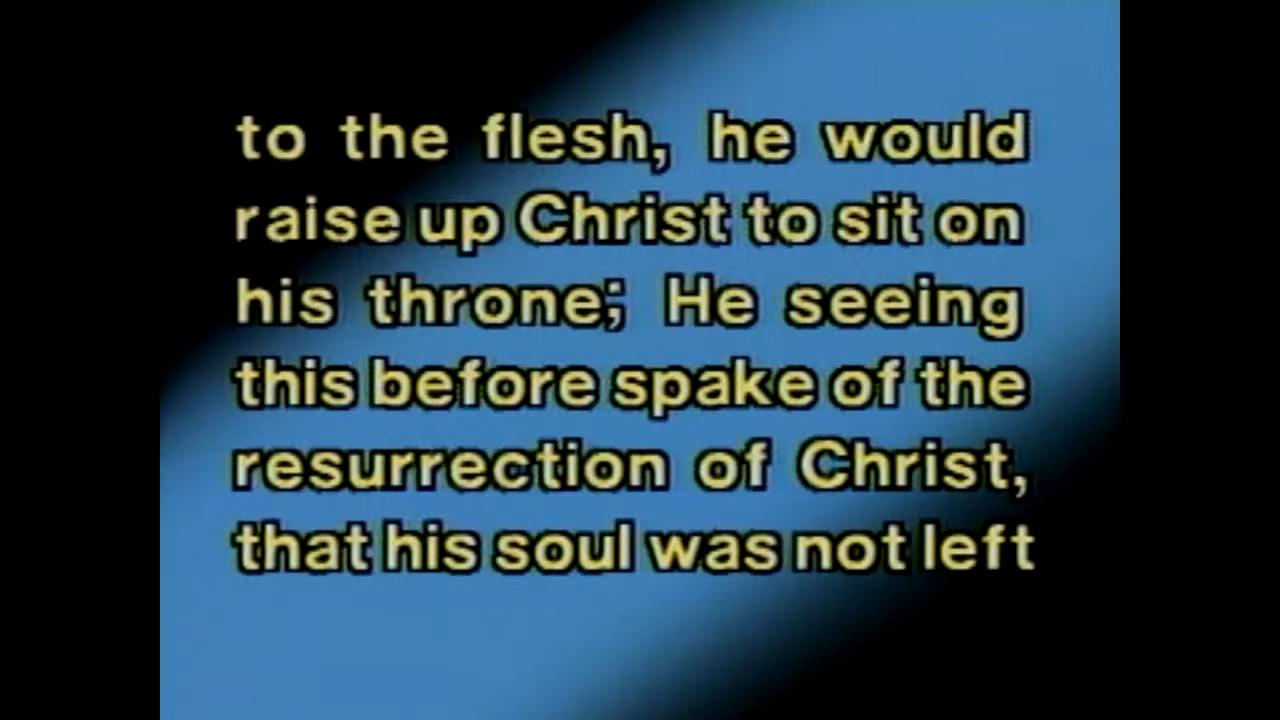 to the flesh, he would
raise up Christ to sit on
his throne; He seeing
this before spake of the
resurrection of Christ,
that his soul was not left